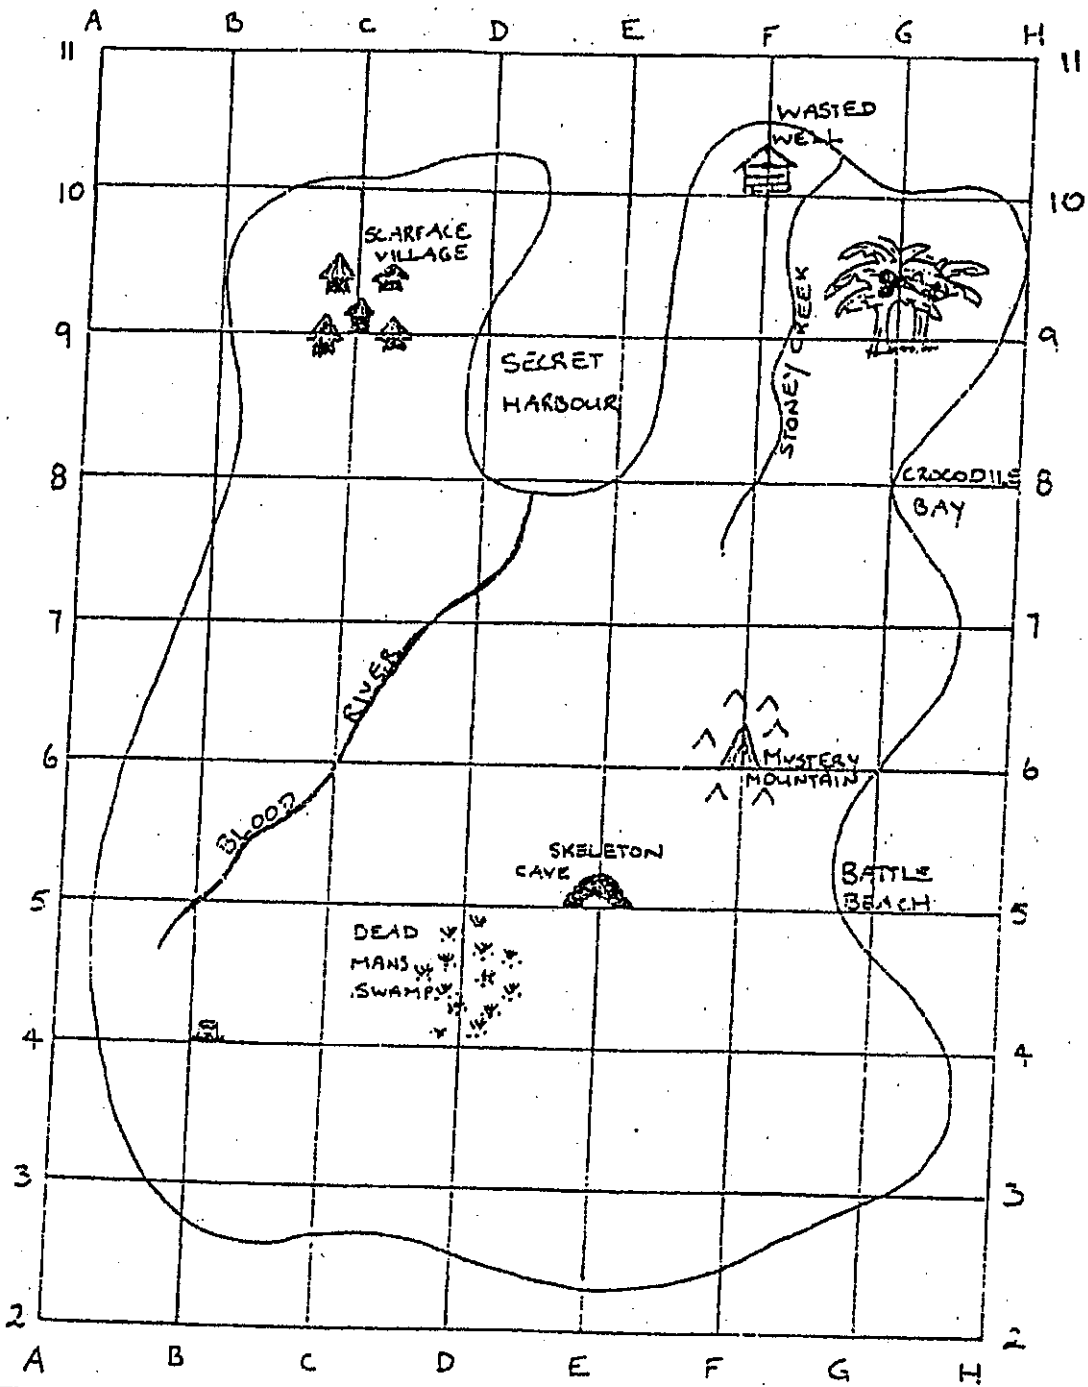 A B C D E F G H
11 11
WASTED
WELL
10 10
SCARFACE
VILLAGE
STONEY CREEK
9 9
SECRET
HARBOUR
8 8
CROCODILE
BAY
7 7
BLOOD RIVER
6 6
MYSTERY
MOUNTAIN
SKELETON
CAVE
BATTLE
BEACH
5 5
DEAD
MANS
SWAMP
4 4
3 3
2 2
A B C D E F G H